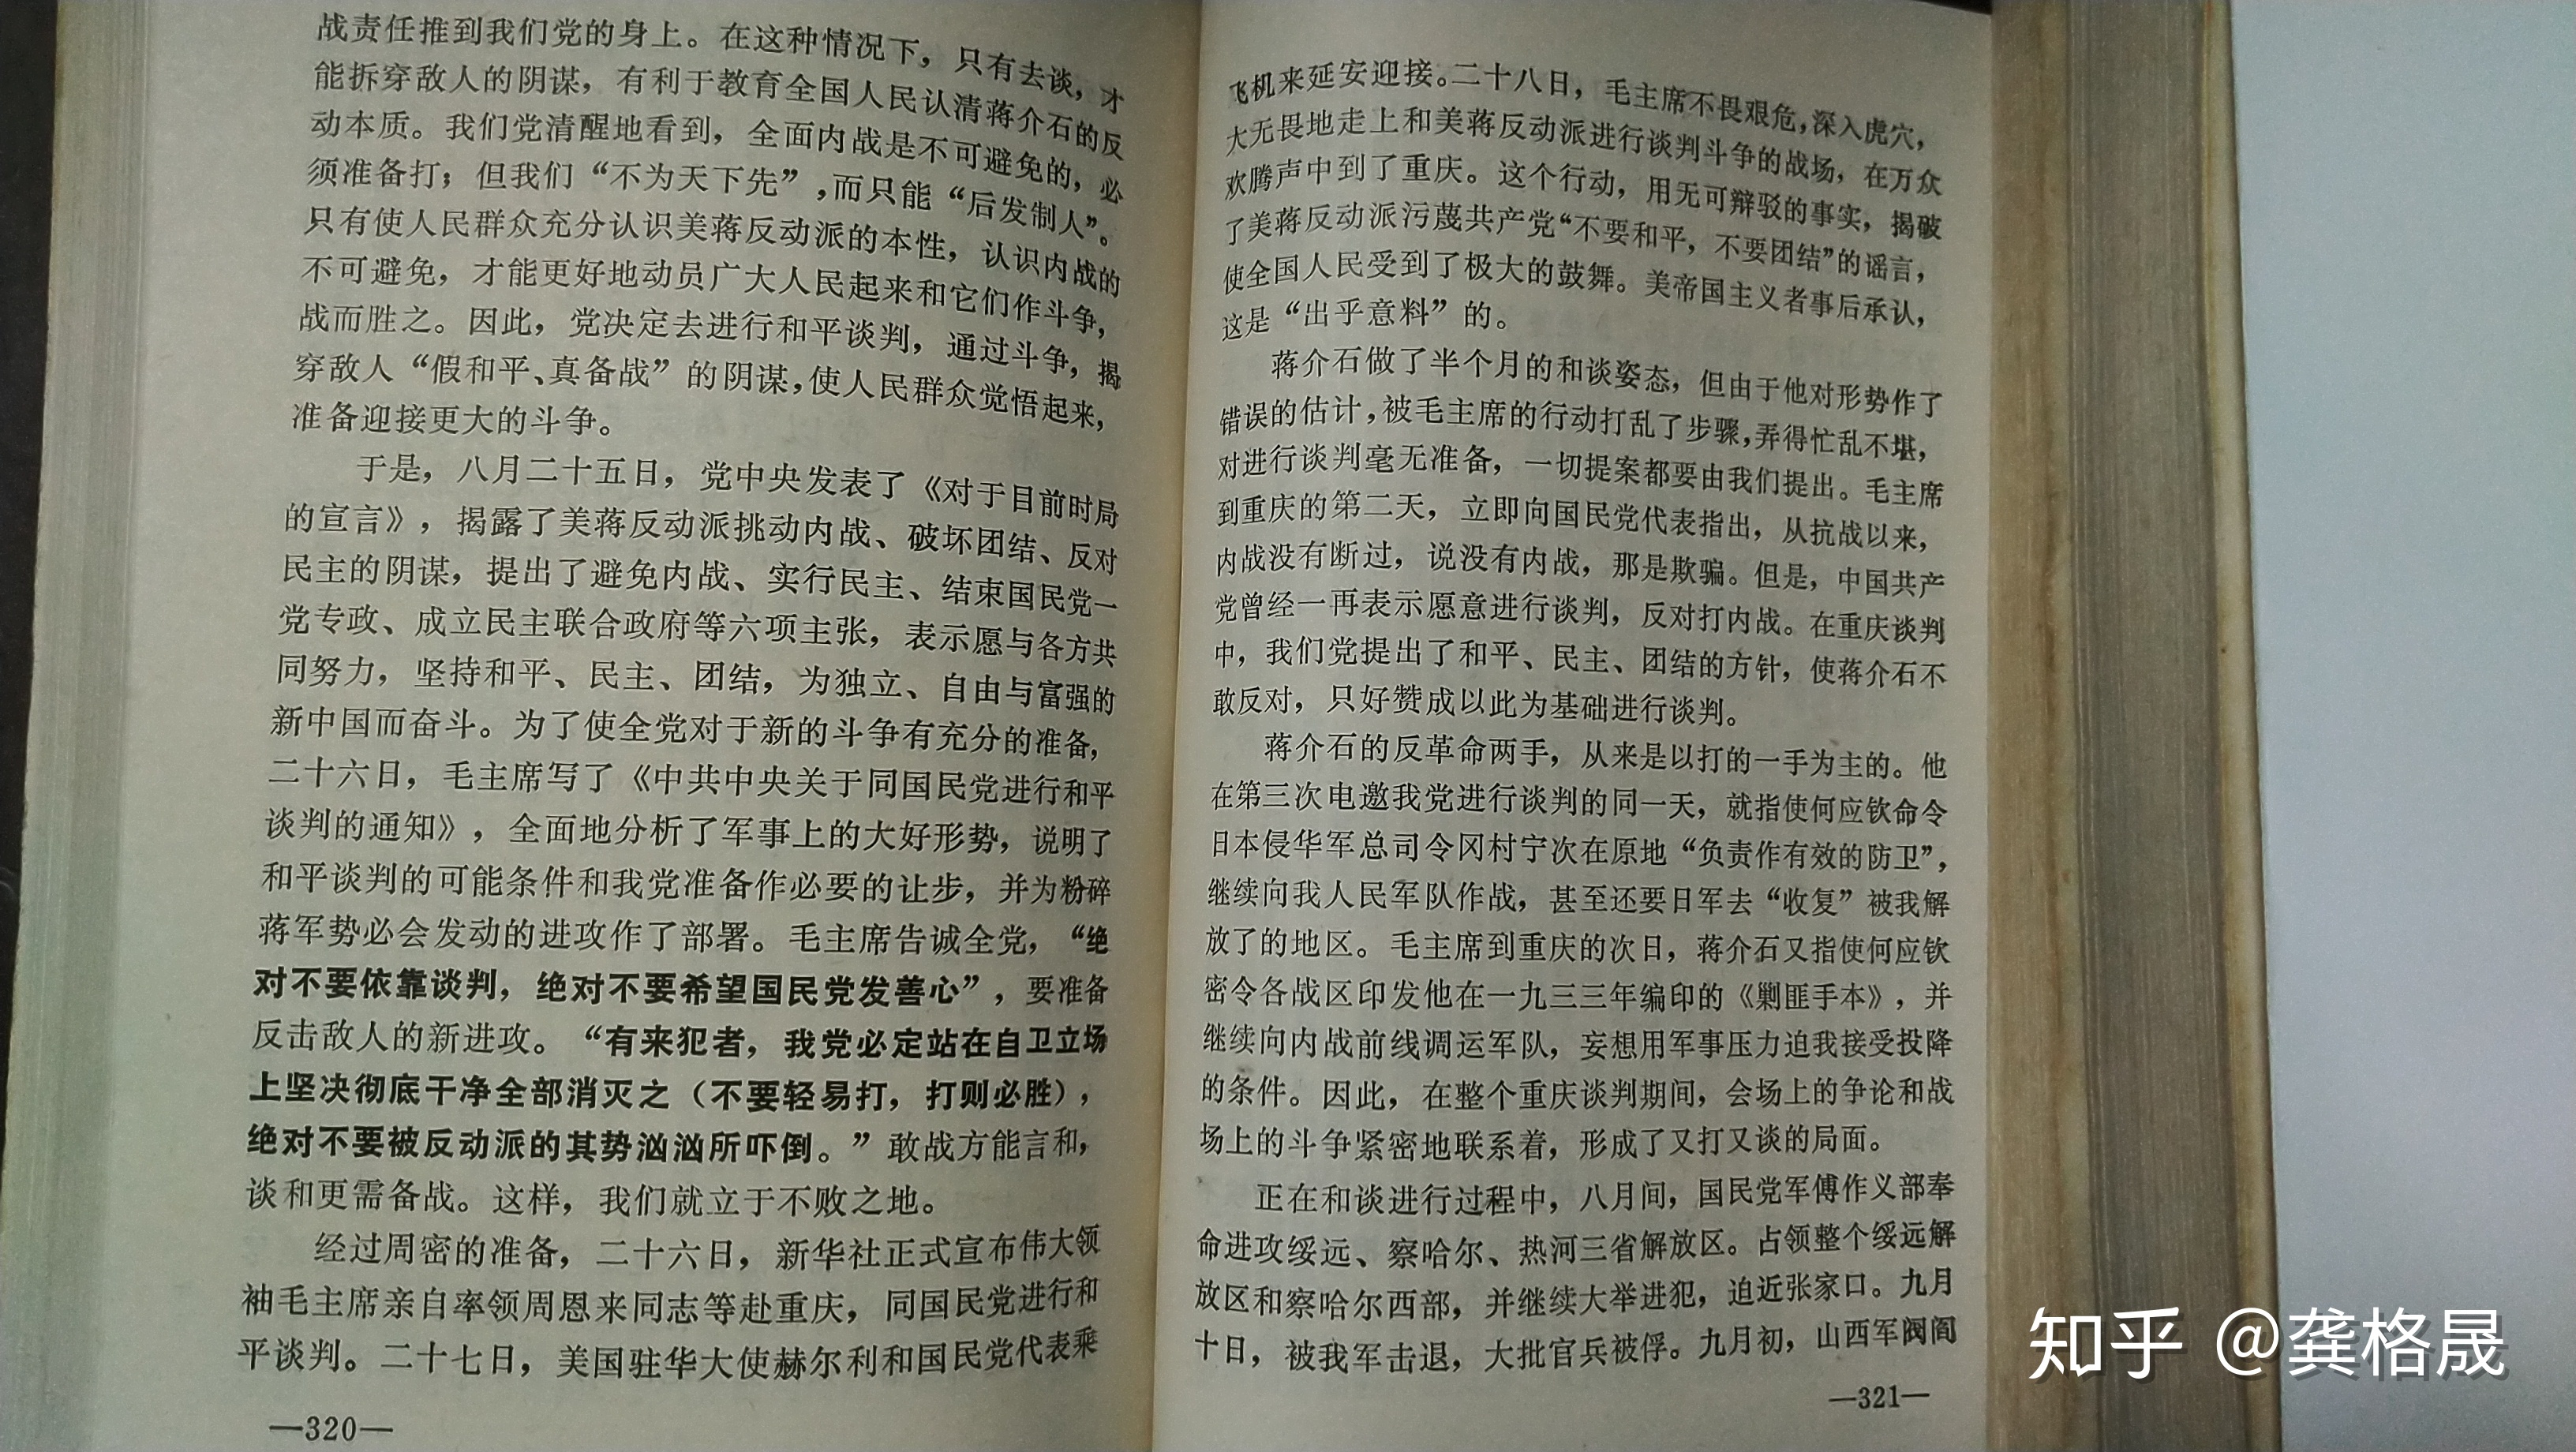 战责任推到我们党的身上。在这种情况下，只有去谈，才
能拆穿敌人的阴谋，有利于教育全国人民认清蒋介石的反
动本质。我们党清醒地看到，全面内战是不可避免的，必
须准备打；但我们“不为天下先”，而只能“后发制人”。
只有使人民群众充分认识美蒋反动派的本性，认识内战的
不可避免，才能更好地动员广大人民起来和它们作斗争，
战而胜之。因此，党决定去进行和平谈判，通过斗争，揭
穿敌人“假和平、真备战”的阴谋，使人民群众觉悟起来，
准备迎接更大的斗争。
于是，八月二十五日，党中央发表了《对于目前时局
的宣言》，揭露了美蒋反动派挑动内战、破坏团结、反对
民主的阴谋，提出了避免内战、实行民主、结束国民党一
党专政、成立民主联合政府等六项主张，表示愿与各方共
同努力，坚持和平、民主、团结，为独立、自由与富强的
新中国而奋斗。为了使全党对于新的斗争有充分的准备，
二十六日，毛主席写了《中共中央关于同国民党进行和平
谈判的通知》，全面地分析了军事上的大好形势，说明了
和平谈判的可能条件和我党准备作必要的让步，并为粉碎
蒋军势必会发动的进攻作了部署。毛主席告诫全党，“绝
对不要依靠谈判，绝对不要希望国民党发善心”，要准备
反击敌人的新进攻。“有来犯者，我党必定站在自卫立场
上坚决彻底干净全部消灭之（不要轻易打，打则必胜），
绝对不要被反动派的其势汹汹所吓倒。”敢战方能言和，
谈和更需备战。这样，我们就立于不败之地。
经过周密的准备，二十六日，新华社正式宣布伟大领
袖毛主席亲自率领周恩来同志等赴重庆，同国民党进行和
平谈判。二十七日，美国驻华大使赫尔利和国民党代表乘
—320—
飞机来延安迎接。二十八日，毛主席不畏艰危，深入虎穴，
大无畏地走上和美蒋反动派进行谈判斗争的战场，在万众
欢腾声中到了重庆。这个行动，用无可辩驳的事实，揭破
了美蒋反动派污蔑共产党“不要和平，不要团结”的谣言，
使全国人民受到了极大的鼓舞。美帝国主义者事后承认，
这是“出乎意料”的。
蒋介石做了半个月的和谈姿态，但由于他对形势作了
错误的估计，被毛主席的行动打乱了步骤，弄得忙乱不堪，
对进行谈判毫无准备，一切提案都要由我们提出。毛主席
到重庆的第二天，立即向国民党代表指出，从抗战以来，
内战没有断过，说没有内战，那是欺骗。但是，中国共产
党曾经一再表示愿意进行谈判，反对打内战。在重庆谈判
中，我们党提出了和平、民主、团结的方针，使蒋介石不
敢反对，只好赞成以此为基础进行谈判。
蒋介石的反革命两手，从来是以打的一手为主的。他
在第三次电邀我党进行谈判的同一天，就指使何应钦命令
日本侵华军总司令冈村宁次在原地“负责作有效的防卫”，
继续向我人民军队作战，甚至还要日军去“收复”被我解
放了的地区。毛主席到重庆的次日，蒋介石又指使何应钦
密令各战区印发他在一九三三年编印的《剿匪手本》，并
继续向内战前线调运军队，妄想用军事压力迫我接受投降
的条件。因此，在整个重庆谈判期间，会场上的争论和战
场上的斗争紧密地联系着，形成了又打又谈的局面。
正在和谈进行过程中，八月间，国民党军傅作义部奉
命进攻绥远、察哈尔、热河三省解放区。占领整个绥远解
放区和察哈尔西部，并继续大举进犯，迫近张家口。九月
十日，被我军击退，大批官兵被俘。九月初，山西军阀阎
—321—
知乎 @龚格晟